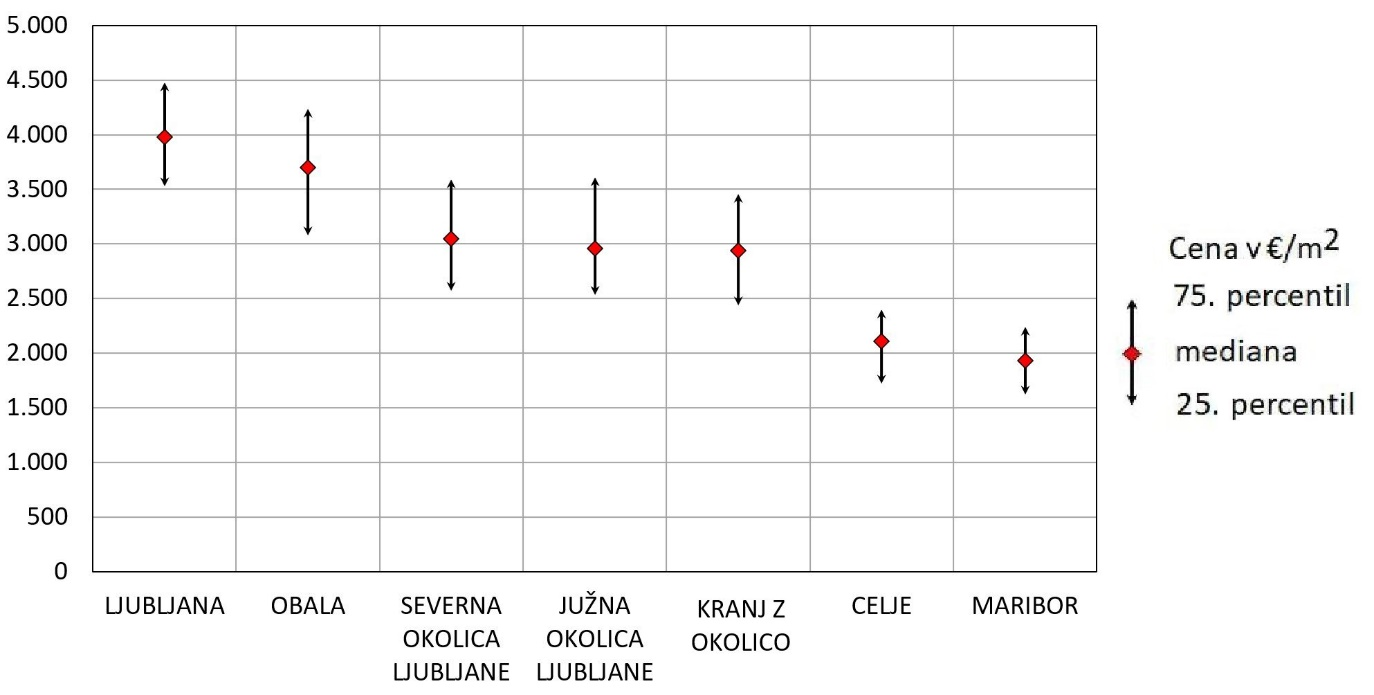 5.000
4.500
4.000
3.500
3.000
2.500
2.000
1.500
1.000
500
0
LJUBLJANA
OBALA
SEVERNA
OKOLICA
LJUBLJANE
JUŽNA
OKOLICA
LJUBLJANE
KRANJ Z
OKOLICO
CELJE
MARIBOR
Cena v €/m²
75. percentil
mediana
25. percentil